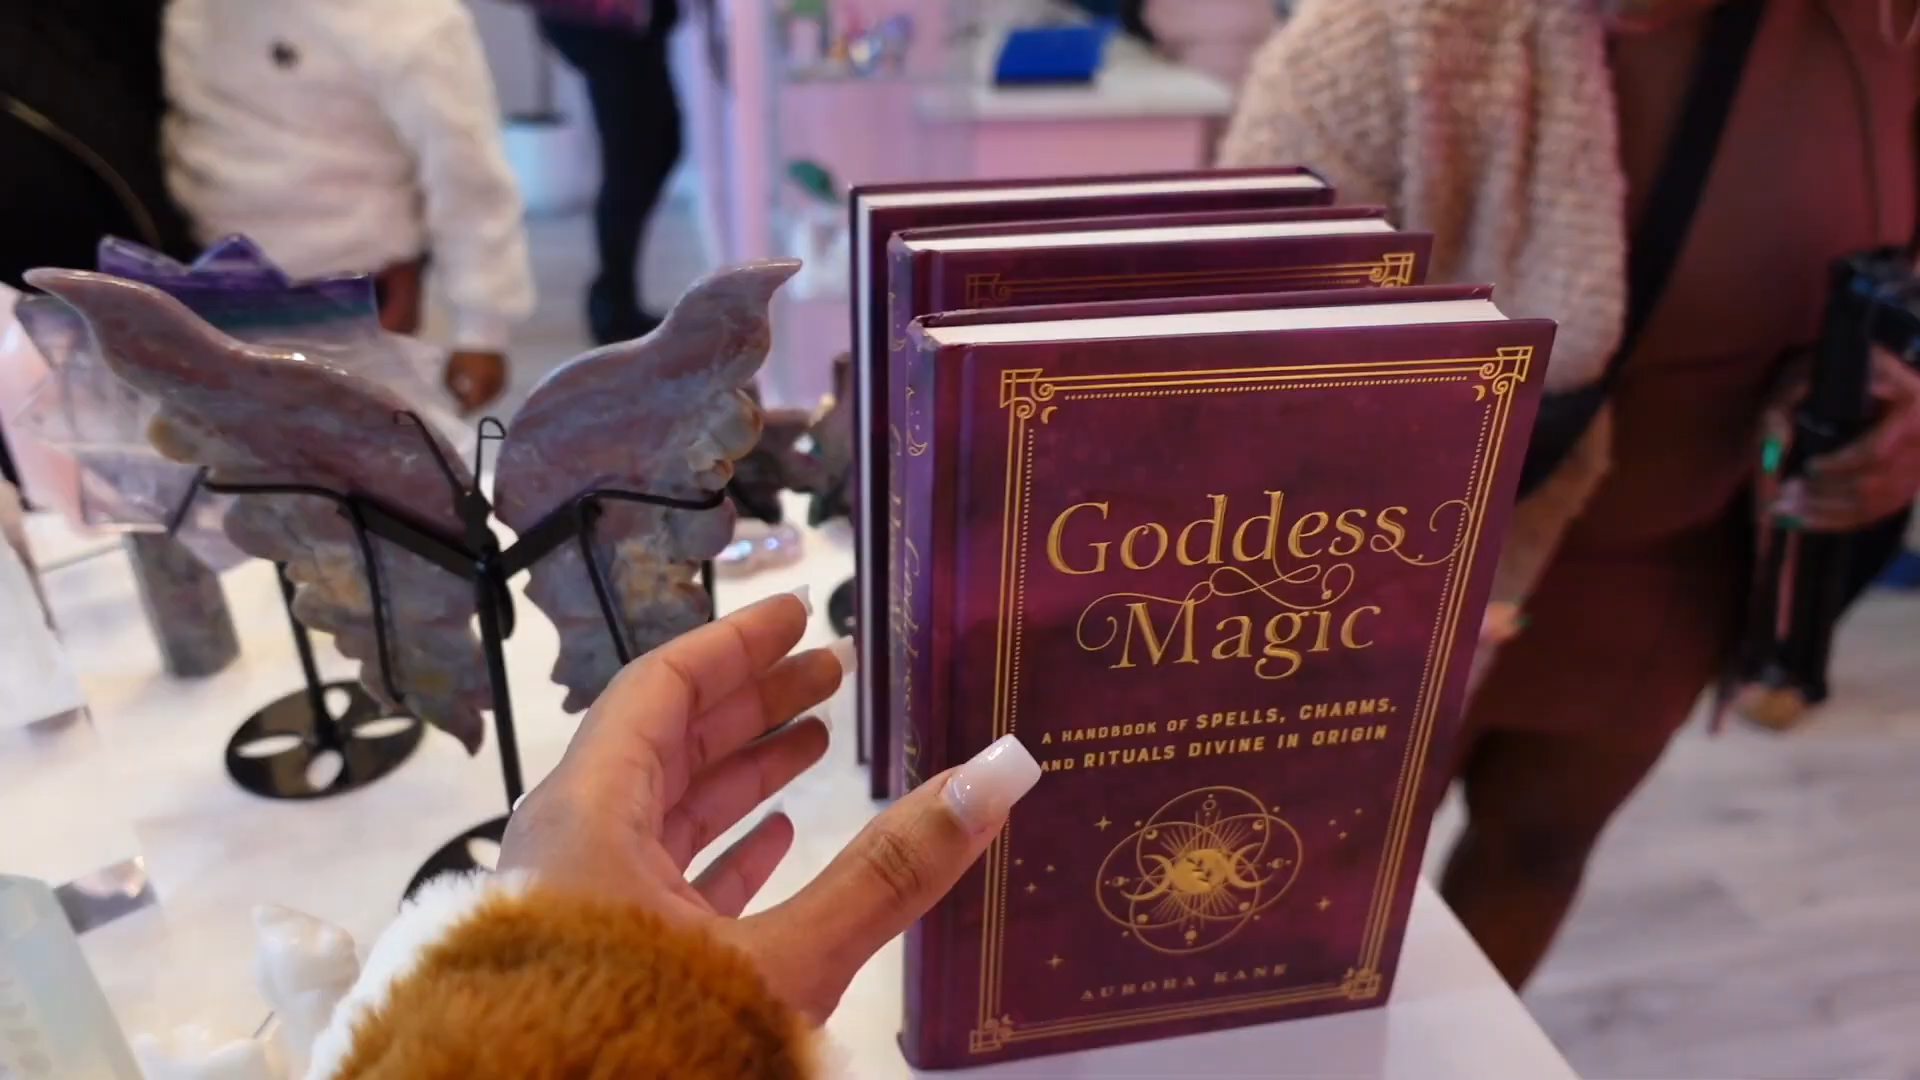 Goddess
Magic
A HANDBOOK OF SPELLS, CHARMS,
AND RITUALS DIVINE IN ORIGIN
AURORA KANE